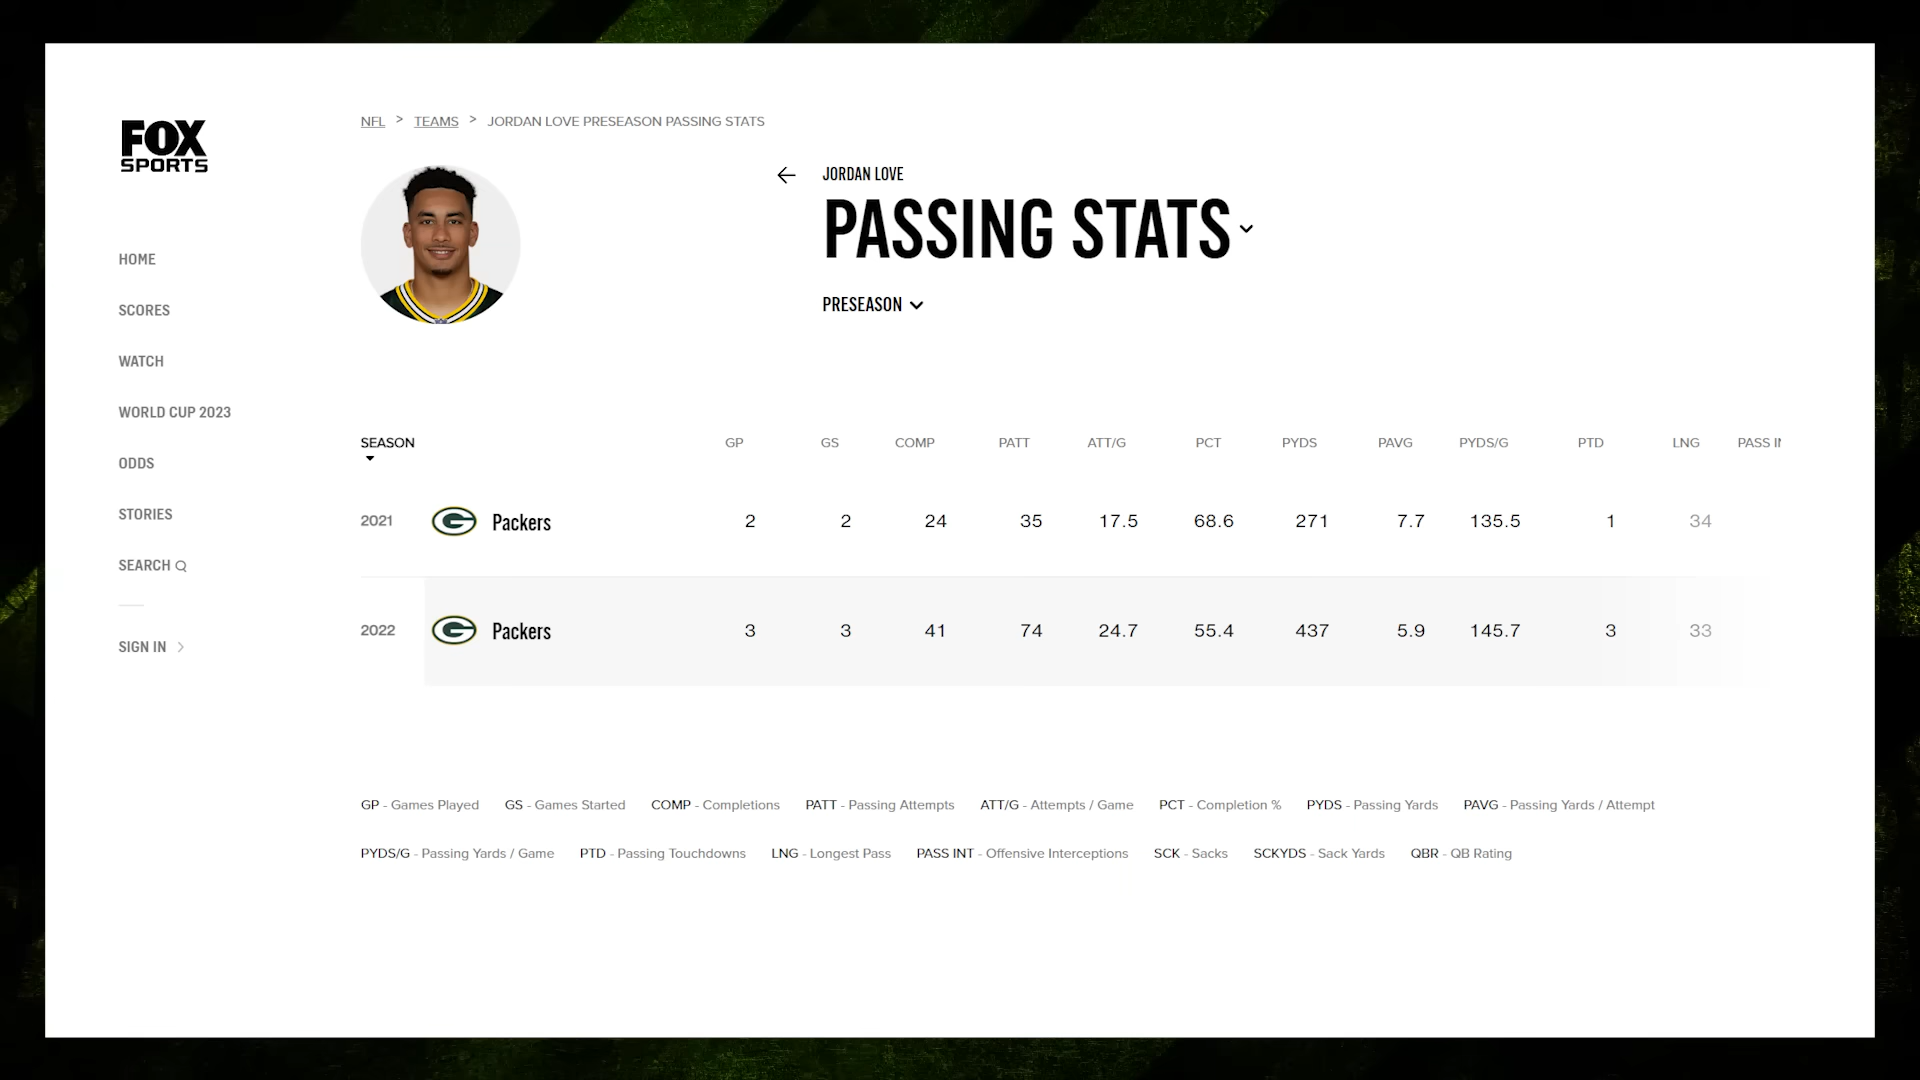 FOX
SPORTS
NFL > TEAMS > JORDAN LOVE PRESEASON PASSING STATS
JORDAN LOVE
PASSING STATS
PRESEASON
HOME
SCORES
WATCH
WORLD CUP 2023
ODDS
STORIES
SEARCH
SIGN IN
SEASON GP GS COMP PATT ATT/G PCT PYDS PAVG PYDS/G PTD LNG PASS
2021 Packers 2 2 24 35 17.5 68.6 271 7.7 135.5 1 34
2022 Packers 3 3 41 74 24.7 55.4 437 5.9 145.7 3 33
GP - Games Played GS - Games Started COMP - Completions PATT - Passing Attempts ATT/G - Attempts / Game PCT - Completion % PYDS - Passing Yards PAVG - Passing Yards / Attempt
PYDS/G - Passing Yards / Game PTD - Passing Touchdowns LNG - Longest Pass PASS INT - Offensive Interceptions SCK - Sacks SCKYDS - Sack Yards QBR - QB Rating